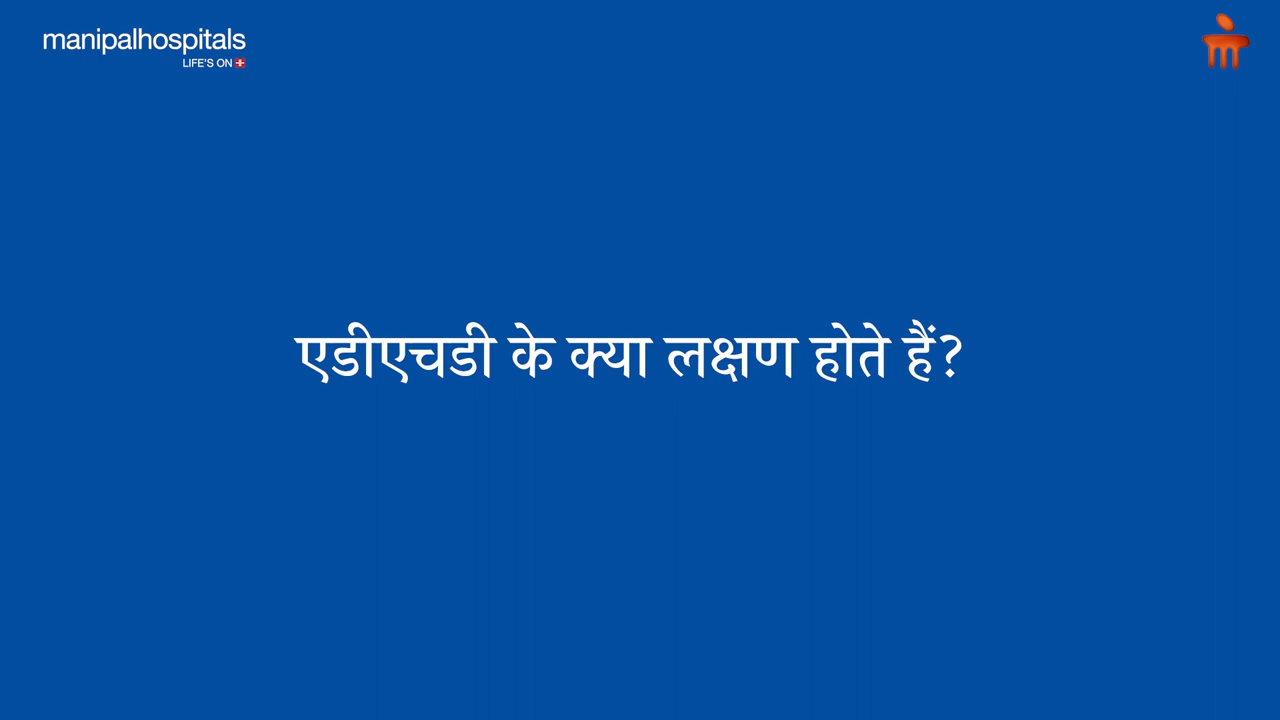 manipalhospitals
LIFE'S ON
एडीएचडी के क्या लक्षण होते हैं?